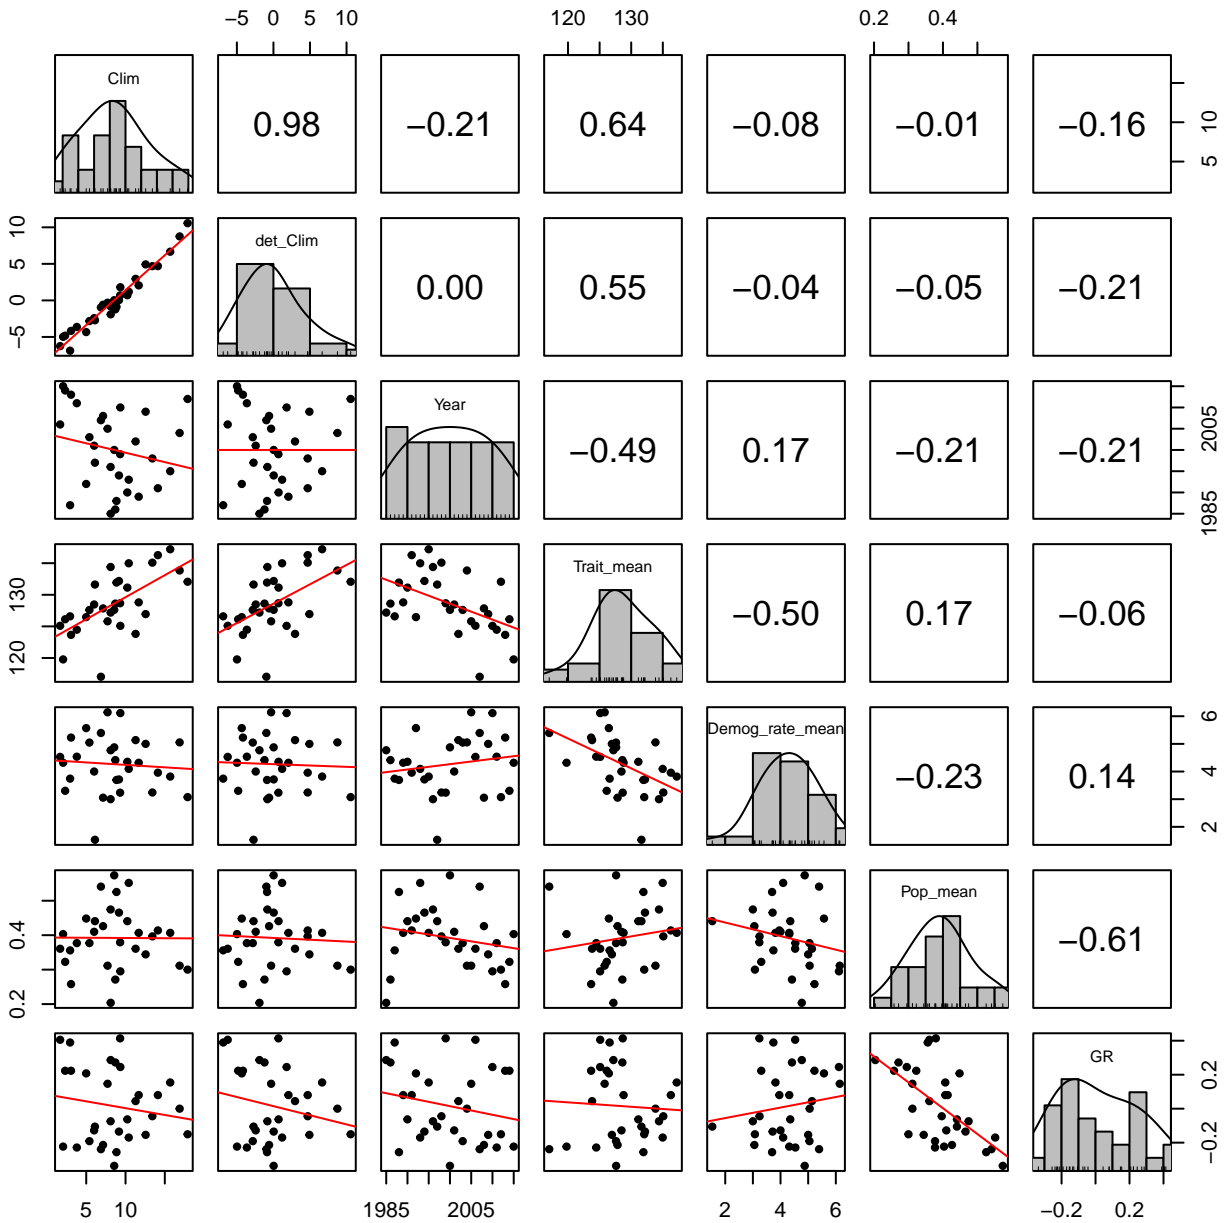 −5 0 5 10 120 130 0.2 0.4
Clim
0.98 −0.21 0.64 −0.08 −0.01 −0.16
5 10
det_Clim
−5 0 5 10
0.00 0.55 −0.04 −0.05 −0.21
Year
−0.49 0.17 −0.21 −0.21
1985 2005
Trait_mean
120 130
−0.50 0.17 −0.06
Demog_rate_mean
−0.23 0.14
2 4 6
Pop_mean
0.2 0.4
−0.61
GR
−0.2 0.2
5 10 1985 2005 2 4 6 −0.2 0.2